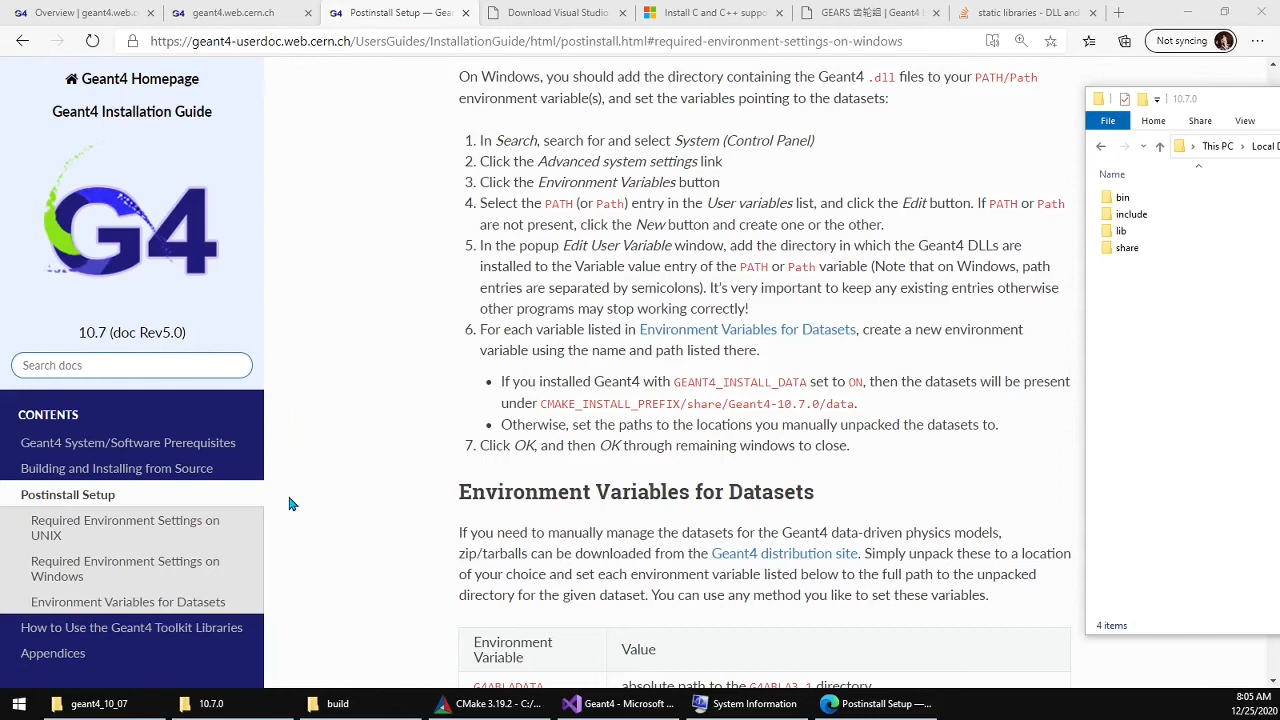 Overview | geant4.web.c
geant4.web.cern.ch
Postinstall Setup — Gea
Download Visual Studio
Install C and C++ suppo
GEARS 齿轮组 | Geant4
static libraries - DLL and
https://geant4-userdoc.web.cern.ch/UsersGuides/InstallationGuide/html/postinstall.html#required-environment-settings-on-windows
Not syncing
Geant4 Homepage
Geant4 Installation Guide
G4
10.7 (doc Rev5.0)
Search docs
CONTENTS
Geant4 System/Software Prerequisites
Building and Installing from Source
Postinstall Setup
Required Environment Settings on
UNIX
Required Environment Settings on
Windows
Environment Variables for Datasets
How to Use the Geant4 Toolkit Libraries
Appendices
On Windows, you should add the directory containing the Geant4 .dll files to your PATH/Path
environment variable(s), and set the variables pointing to the datasets:
1. In Search, search for and select System (Control Panel)
2. Click the Advanced system settings link
3. Click the Environment Variables button
4. Select the PATH (or Path) entry in the User variables list, and click the Edit button. If PATH or Path
are not present, click the New button and create one or the other.
5. In the popup Edit User Variable window, add the directory in which the Geant4 DLLs are
installed to the Variable value entry of the PATH or Path variable (Note that on Windows, path
entries are separated by semicolons). It's very important to keep any existing entries otherwise
other programs may stop working correctly!
6. For each variable listed in Environment Variables for Datasets, create a new environment
variable using the name and path listed there.
• If you installed Geant4 with GEANT4_INSTALL_DATA set to ON, then the datasets will be present
under CMAKE_INSTALL_PREFIX/share/Geant4-10.7.0/data.
• Otherwise, set the paths to the locations you manually unpacked the datasets to.
7. Click OK, and then OK through remaining windows to close.
Environment Variables for Datasets
If you need to manually manage the datasets for the Geant4 data-driven physics models,
zip/tarballs can be downloaded from the Geant4 distribution site. Simply unpack these to a location
of your choice and set each environment variable listed below to the full path to the unpacked
directory for the given dataset. You can use any method you like to set these variables.
Environment
Variable
Value
G4ABLADATA
absolute path to the G4ABLA3.1 directory
10.7.0
File
Home
Share
View
This PC
Local D
Name
bin
include
lib
share
4 items
geant4_10_07
10.7.0
build
CMake 3.19.2 - C:/...
Geant4 - Microsoft ...
System Information
Postinstall Setup —...
8:05 AM
12/25/2020